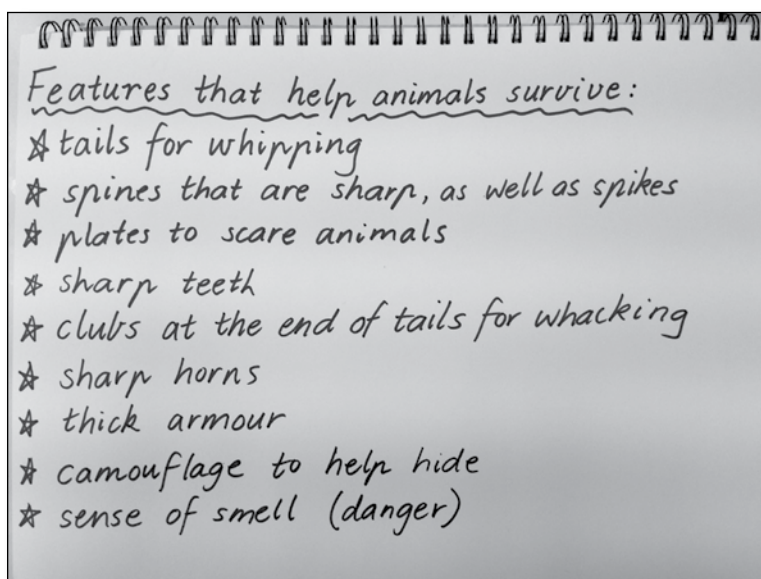 Features that help animals survive:
☆ tails for whipping
☆ spines that are sharp, as well as spikes
☆ plates to scare animals
☆ sharp teeth
☆ clubs at the end of tails for whacking
☆ sharp horns
☆ thick armour
☆ camouflage to help hide
☆ sense of smell (danger)